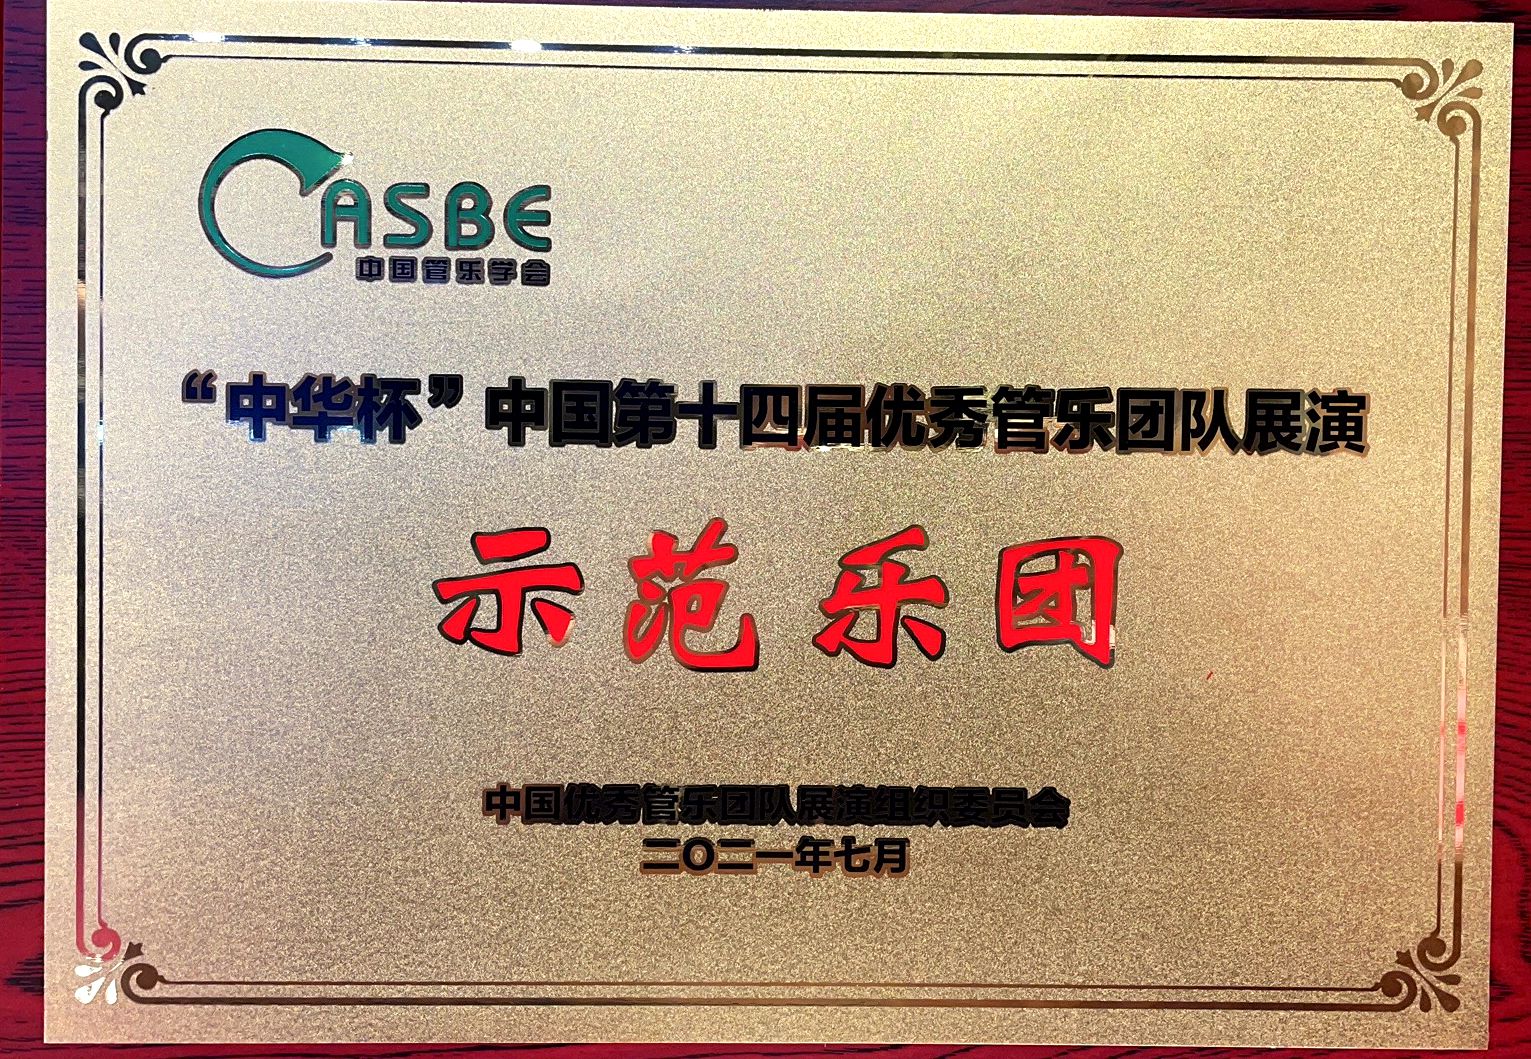 CASBE
中国管乐学会
“中华杯”中国第十四届优秀管乐团队展演
示范乐团
中国优秀管乐团队展演组织委员会
二〇二一年七月